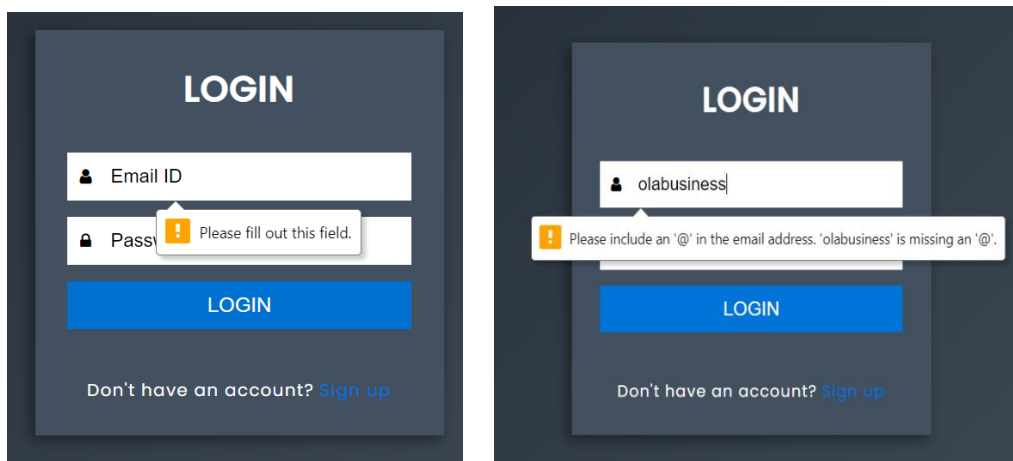 LOGIN
Email ID
Please fill out this field.
LOGIN
Don't have an account? Sign up
LOGIN
olabusiness
Please include an '@' in the email address. 'olabusiness' is missing an '@'.
LOGIN
Don't have an account? Sign up